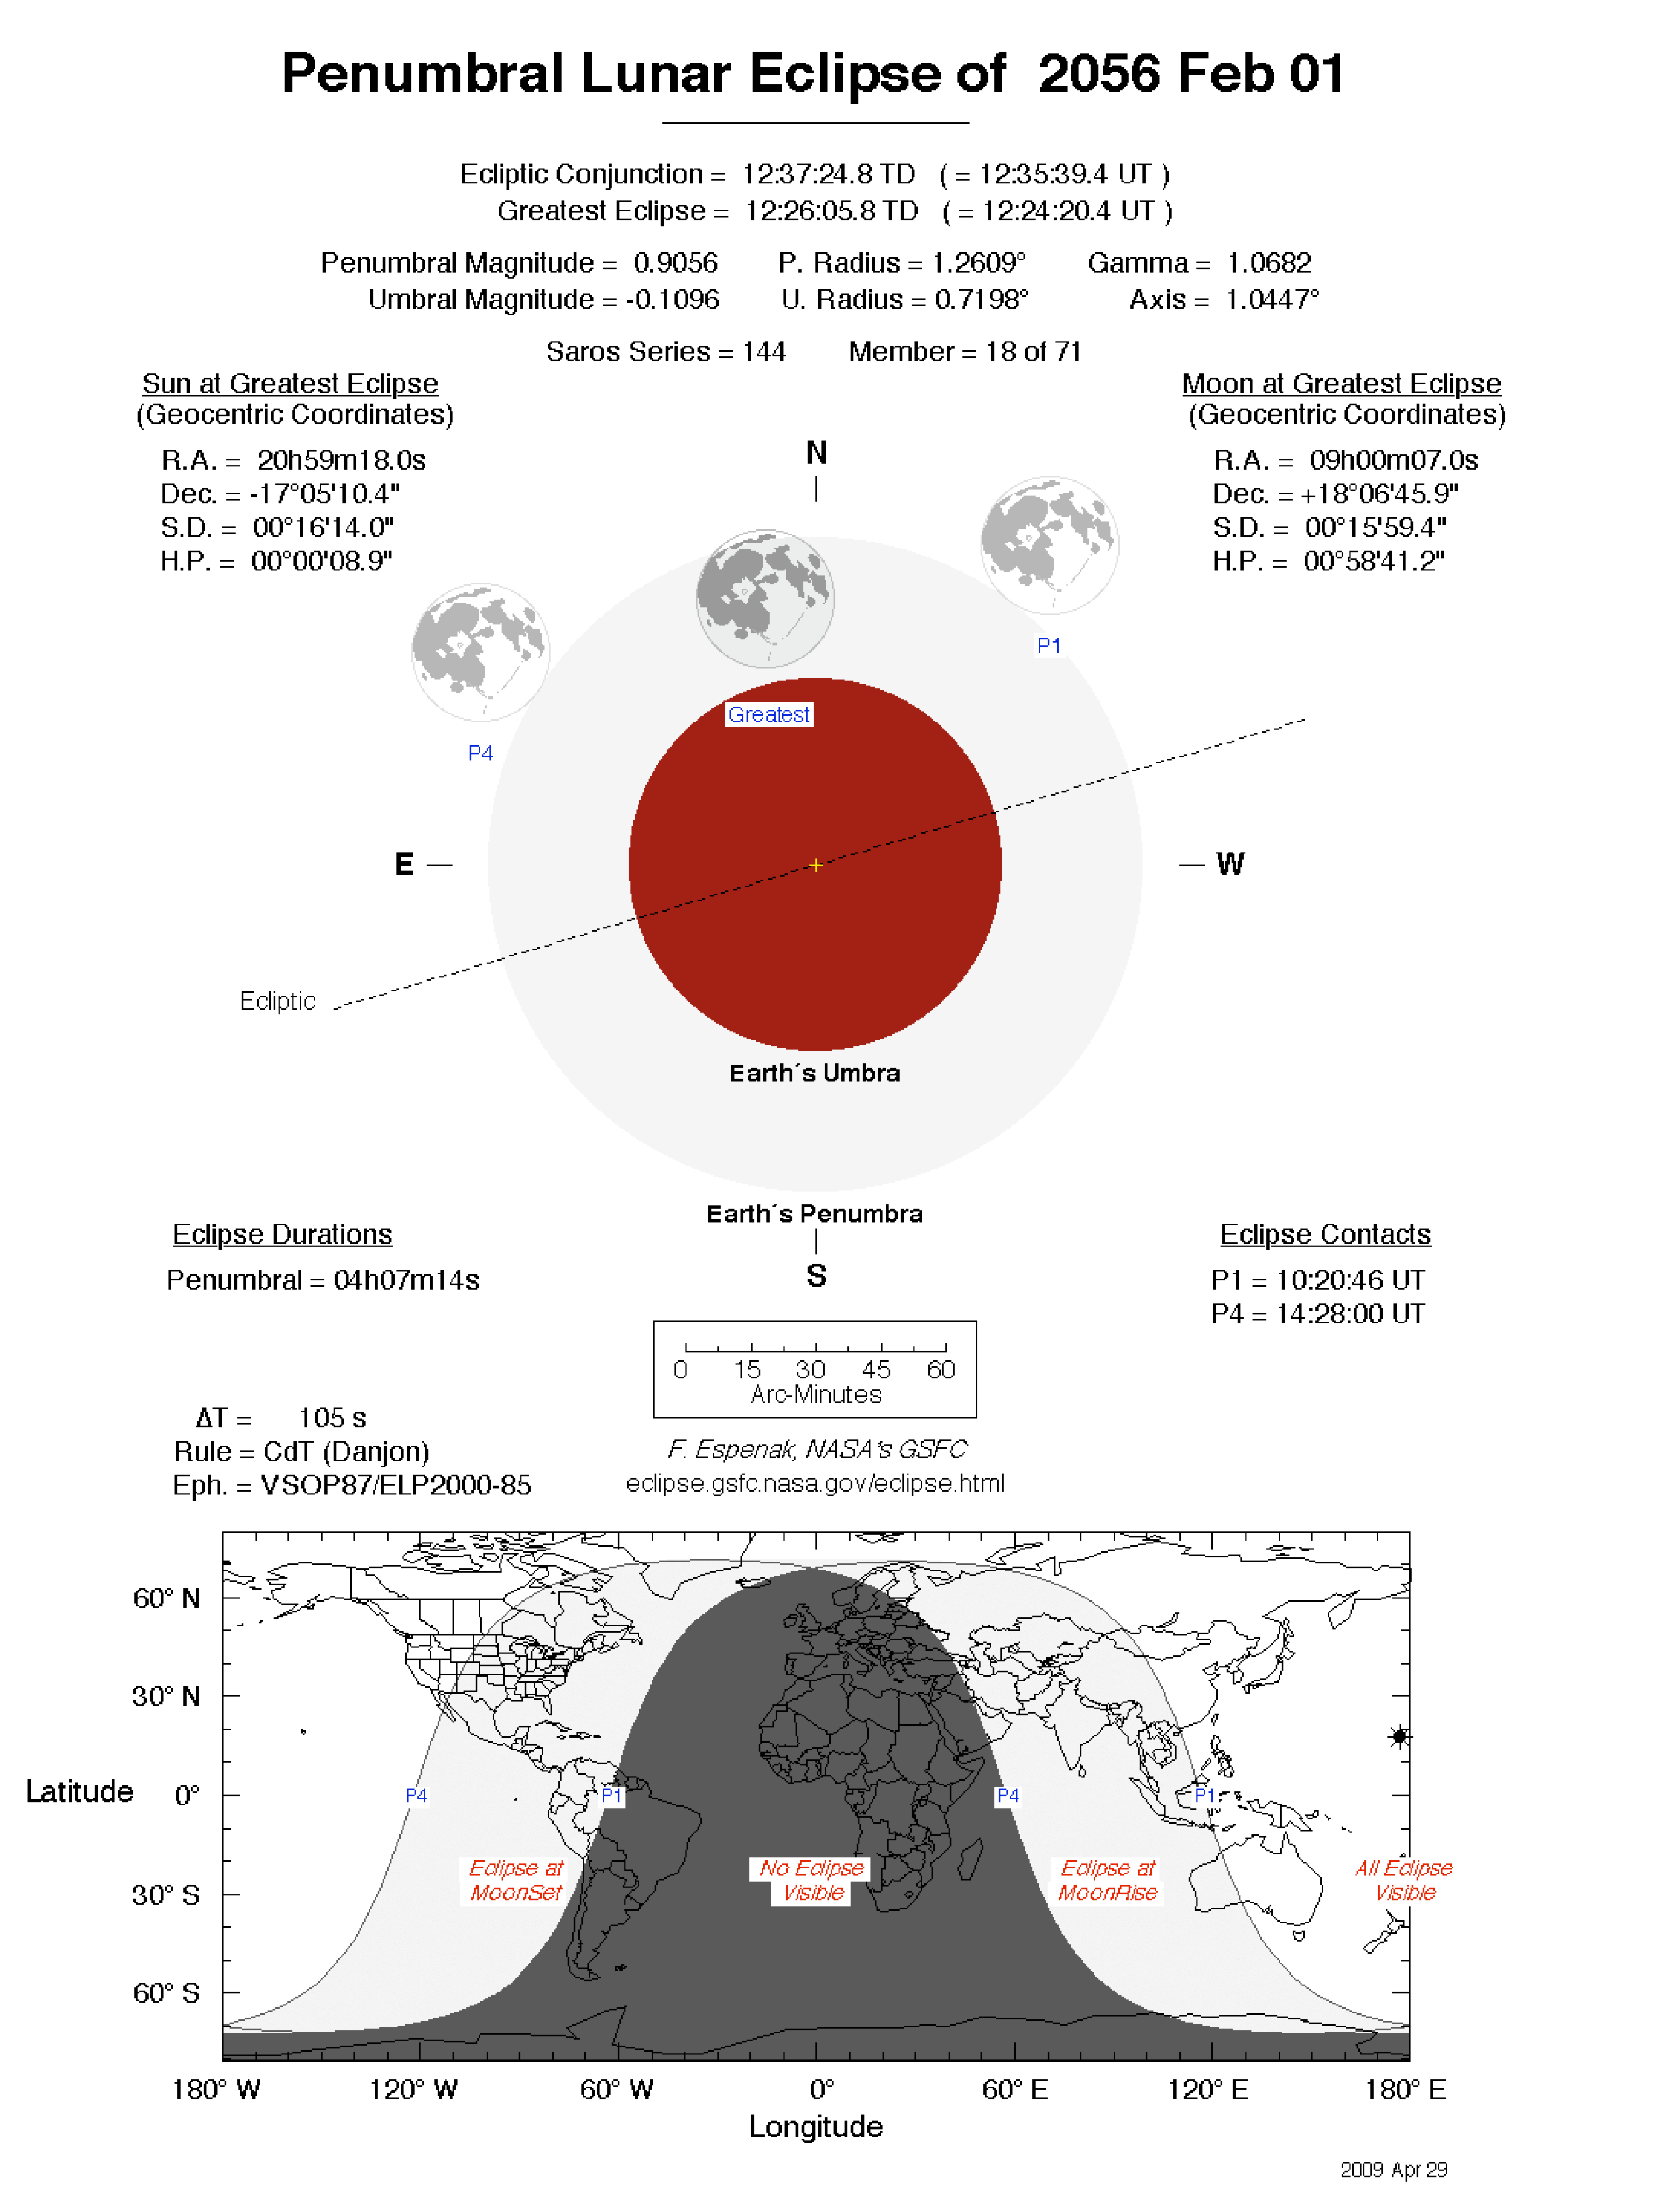 Penumbral Lunar Eclipse of 2056 Feb 01
Ecliptic Conjunction = 12:37:24.8 TD ( = 12:35:39.4 UT )
Greatest Eclipse = 12:26:05.8 TD ( = 12:24:20.4 UT )
Penumbral Magnitude = 0.9056 P. Radius = 1.2609° Gamma = 1.0682
Umbral Magnitude = -0.1096 U. Radius = 0.7198° Axis = 1.0447°
Saros Series = 144 Member = 18 of 71
Sun at Greatest Eclipse
(Geocentric Coordinates)
R.A. = 20h59m18.0s
Dec. = -17°05'10.4"
S.D. = 00°16'14.0"
H.P. = 00°00'08.9"
Moon at Greatest Eclipse
(Geocentric Coordinates)
R.A. = 09h00m07.0s
Dec. = +18°06'45.9"
S.D. = 00°15'59.4"
H.P. = 00°58'41.2"
N
P1
Greatest
P4
E
W
Ecliptic
Earth´s Umbra
Earth´s Penumbra
S
Eclipse Durations
Penumbral = 04h07m14s
Eclipse Contacts
P1 = 10:20:46 UT
P4 = 14:28:00 UT
0 15 30 45 60
Arc-Minutes
ΔT = 105 s
Rule = CdT (Danjon)
Eph. = VSOP87/ELP2000-85
F. Espenak, NASA's GSFC
eclipse.gsfc.nasa.gov/eclipse.html
60° N
30° N
Latitude 0°
30° S
60° S
P4 P1 P4 P1
Eclipse at
MoonSet
No Eclipse
Visible
Eclipse at
MoonRise
All Eclipse
Visible
180° W 120° W 60° W 0° 60° E 120° E 180° E
Longitude
2009 Apr 29